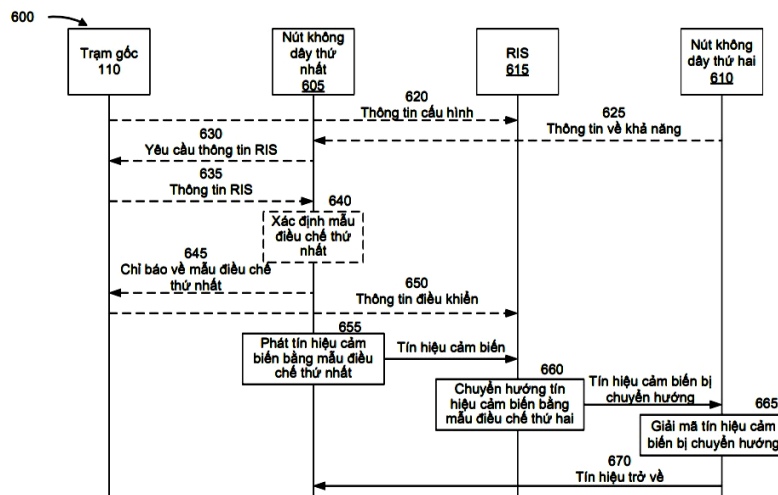 600
Trạm gốc
110
Nút không
dây thứ
nhất
605
RIS
615
Nút không
dây thứ hai
610
620
Thông tin cấu hình
625
Thông tin về khả năng
630
Yêu cầu thông tin RIS
635
Thông tin RIS
640
Xác định mẫu
điều chế thứ
nhất
645
Chỉ báo về mẫu điều chế
thứ nhất
650
Thông tin điều khiển
655
Phát tín hiệu cảm
biến bằng mẫu điều
chế thứ nhất
Tín hiệu cảm biến
660
Chuyển hướng tín
hiệu cảm biến bằng
mẫu điều chế thứ hai
Tín hiệu cảm biến bị
chuyển hướng
665
Giải mã tín hiệu cảm
biến bị chuyển hướng
670
Tín hiệu trở về